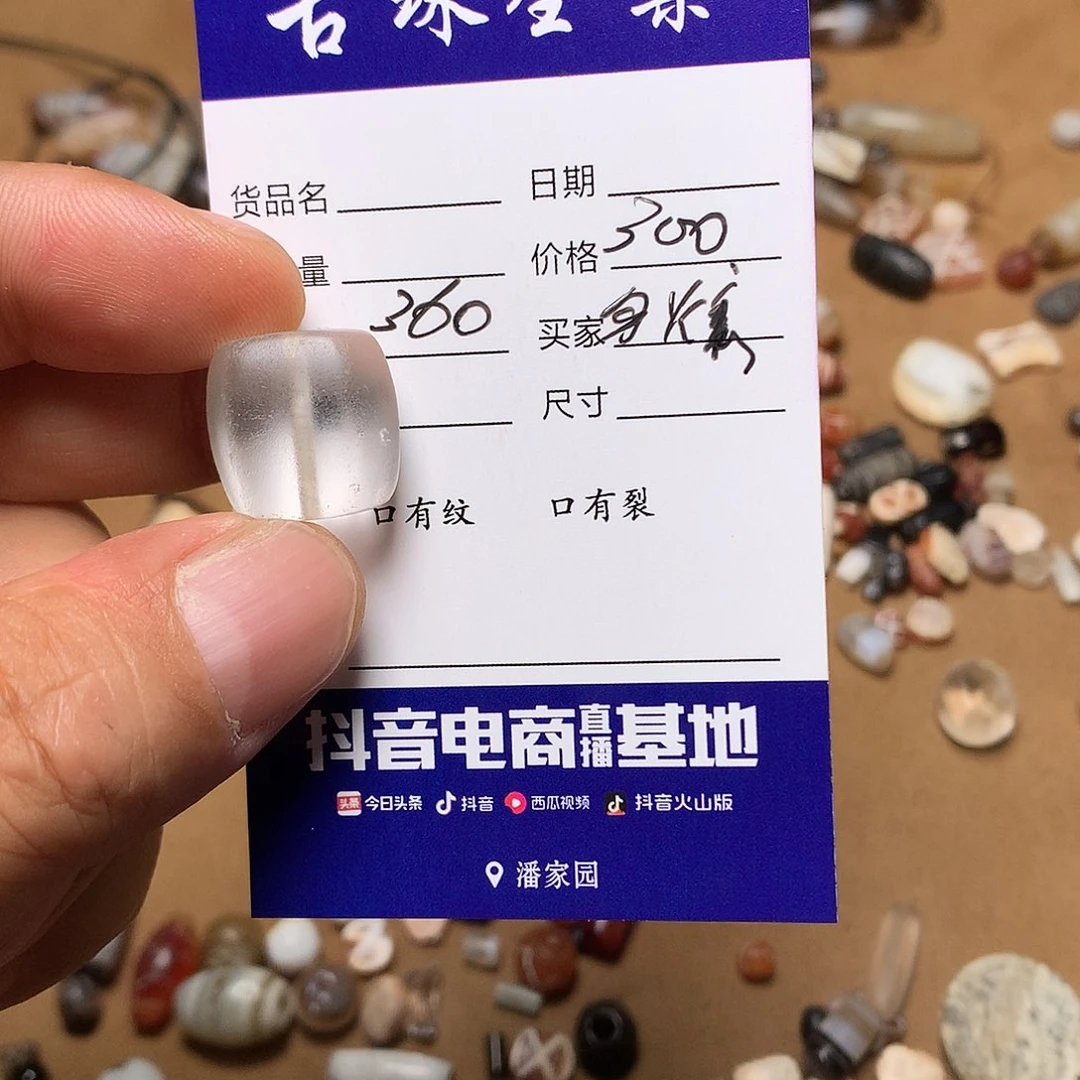 货品名 日期
量 价格 300
360 买家
尺寸
口有纹 口有裂
抖音电商直播基地
头条 今日头条 抖音 西瓜视频 抖音火山版
潘家园